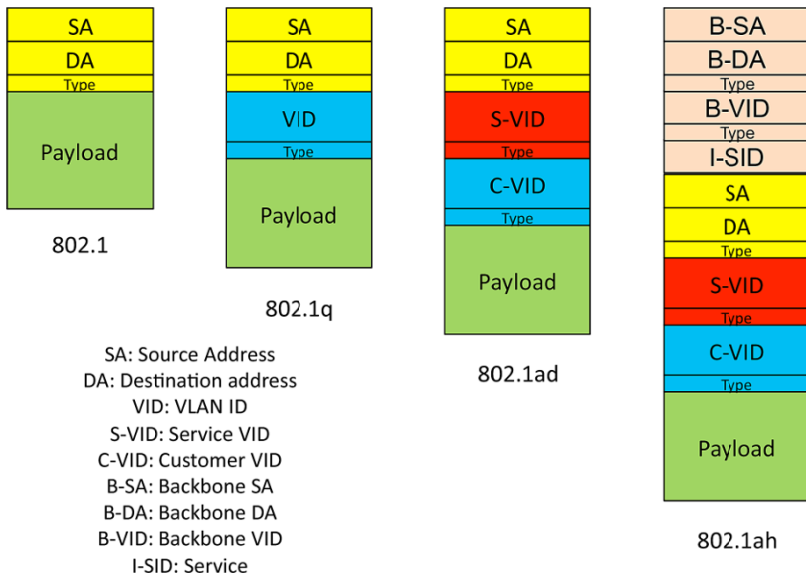 SA
DA
Type
Payload
802.1
SA
DA
Type
VID
Type
Payload
802.1q
SA
DA
Type
S-VID
Type
C-VID
Type
Payload
802.1ad
B-SA
B-DA
Type
B-VID
Type
I-SID
SA
DA
Type
S-VID
Type
C-VID
Type
Payload
802.1ah
SA: Source Address
DA: Destination address
VID: VLAN ID
S-VID: Service VID
C-VID: Customer VID
B-SA: Backbone SA
B-DA: Backbone DA
B-VID: Backbone VID
I-SID: Service